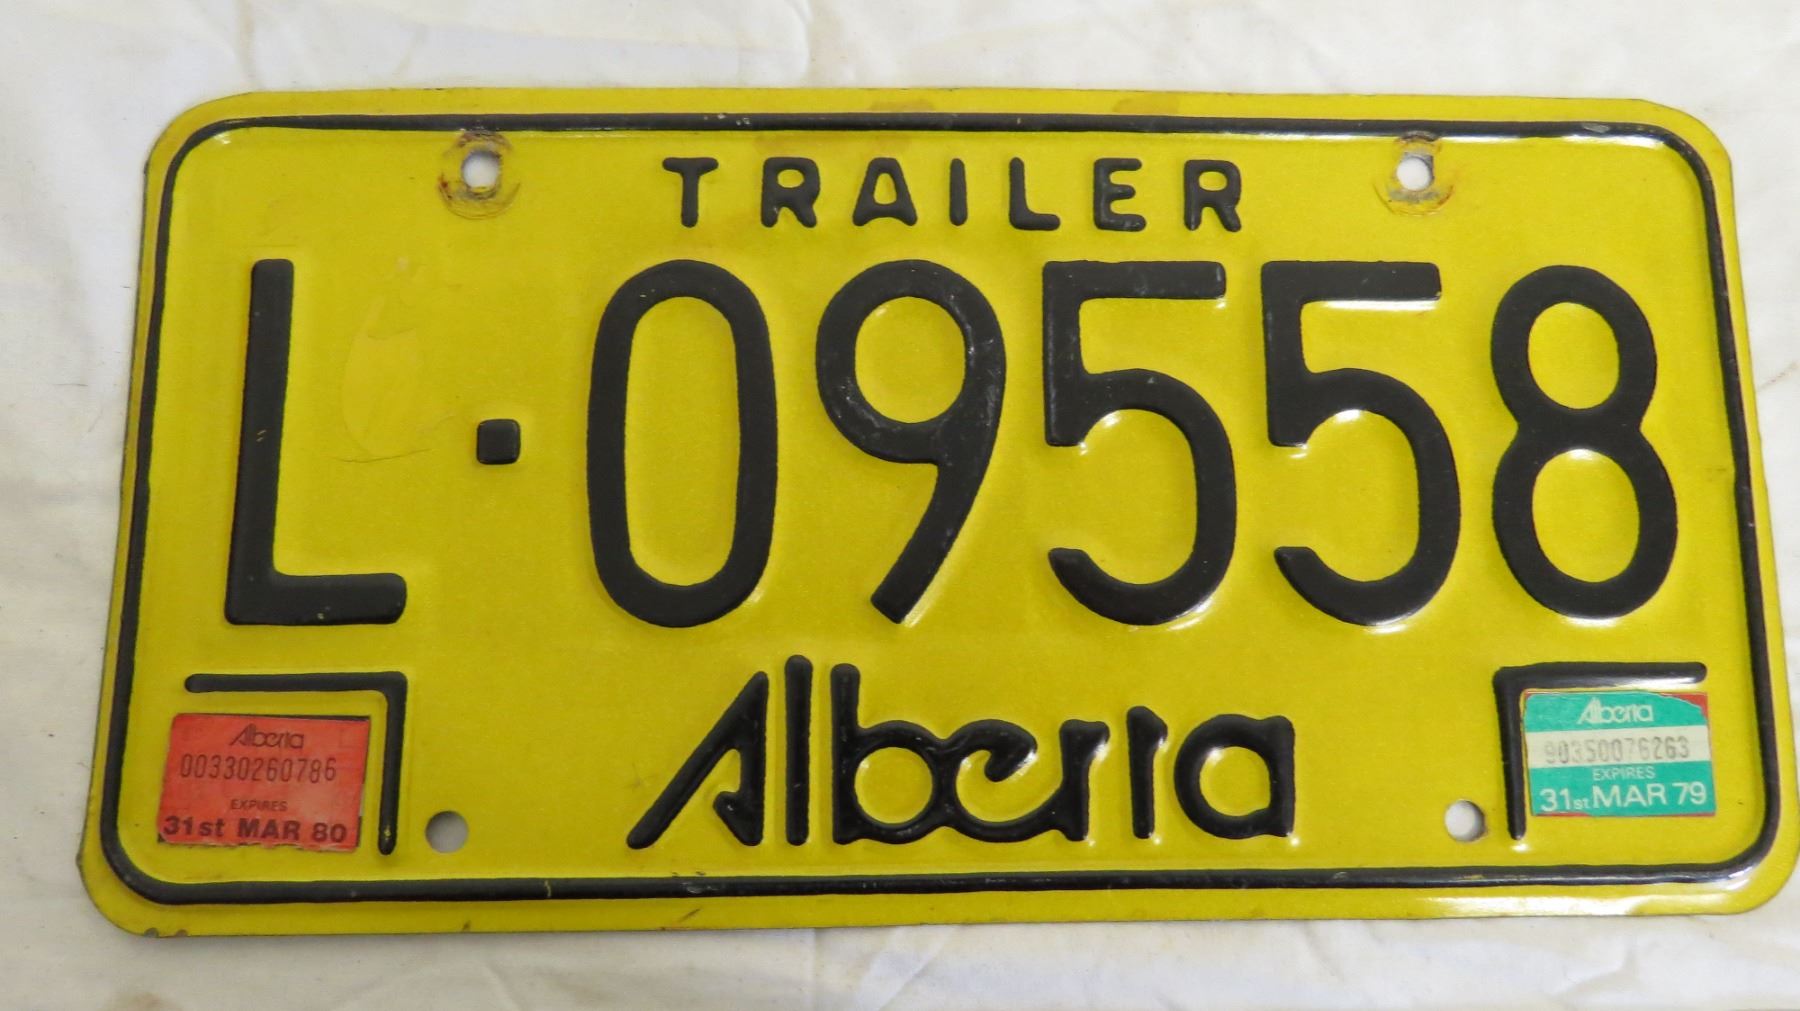 TRAILER
L·09558
Alberta
Alberta
00330260786
EXPIRES
31st MAR 80
Alberta
90350076263
EXPIRES
31st MAR 79